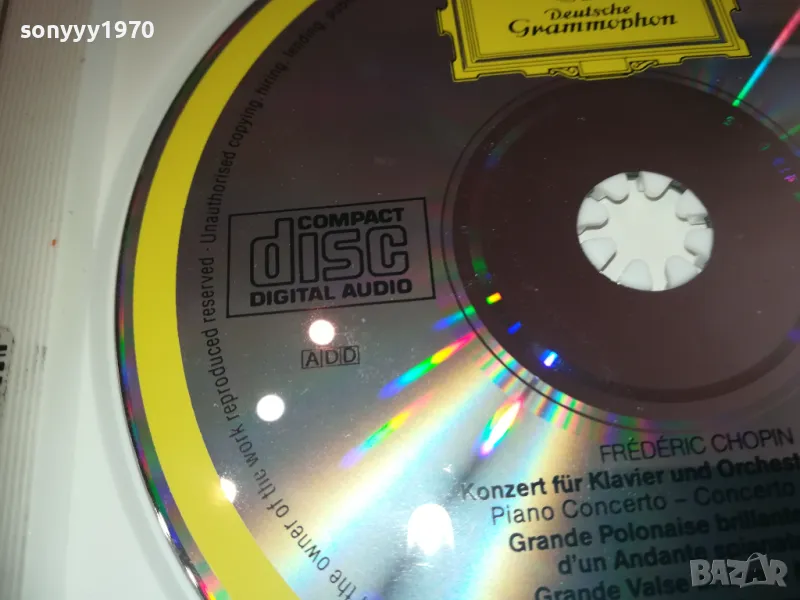 sonyyy1970
Deutsche
Grammophon
the owner of the work reproduced reserved · Unauthorised copying, hiring, lending,
COMPACT
disc
DIGITAL AUDIO
ADD
FRÉDÉRIC CHOPIN
Konzert für Klavier und
Piano Concerto – Concerto
Grande Polonaise brillante
d'un Andante
Grande Valse
BAZAR